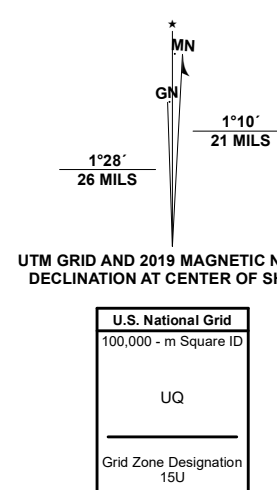 ★
MN
GN
1°10´
21 MILS
1°28´
26 MILS
UTM GRID AND 2019 MAGNETIC N
DECLINATION AT CENTER OF SH
U.S. National Grid
100,000 - m Square ID
UQ
Grid Zone Designation
15U